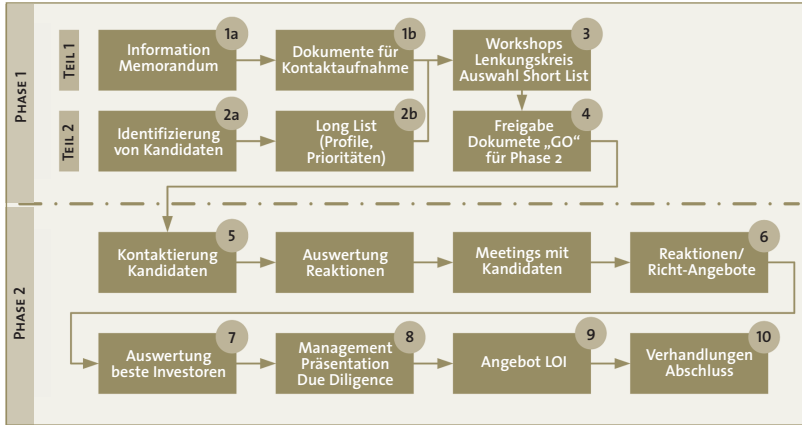 PHASE 1
TEIL 1
1a
Information
Memorandum
1b
Dokumente für
Kontaktaufnahme
3
Workshops
Lenkungskreis
Auswahl Short List
TEIL 2
2a
Identifizierung
von Kandidaten
2b
Long List
(Profile,
Prioritäten)
4
Freigabe
Dokumete „GO“
für Phase 2
PHASE 2
5
Kontaktierung
Kandidaten
Auswertung
Reaktionen
Meetings mit
Kandidaten
6
Reaktionen/
Richt-Angebote
7
Auswertung
beste Investoren
8
Management
Präsentation
Due Diligence
9
Angebot LOI
10
Verhandlungen
Abschluss